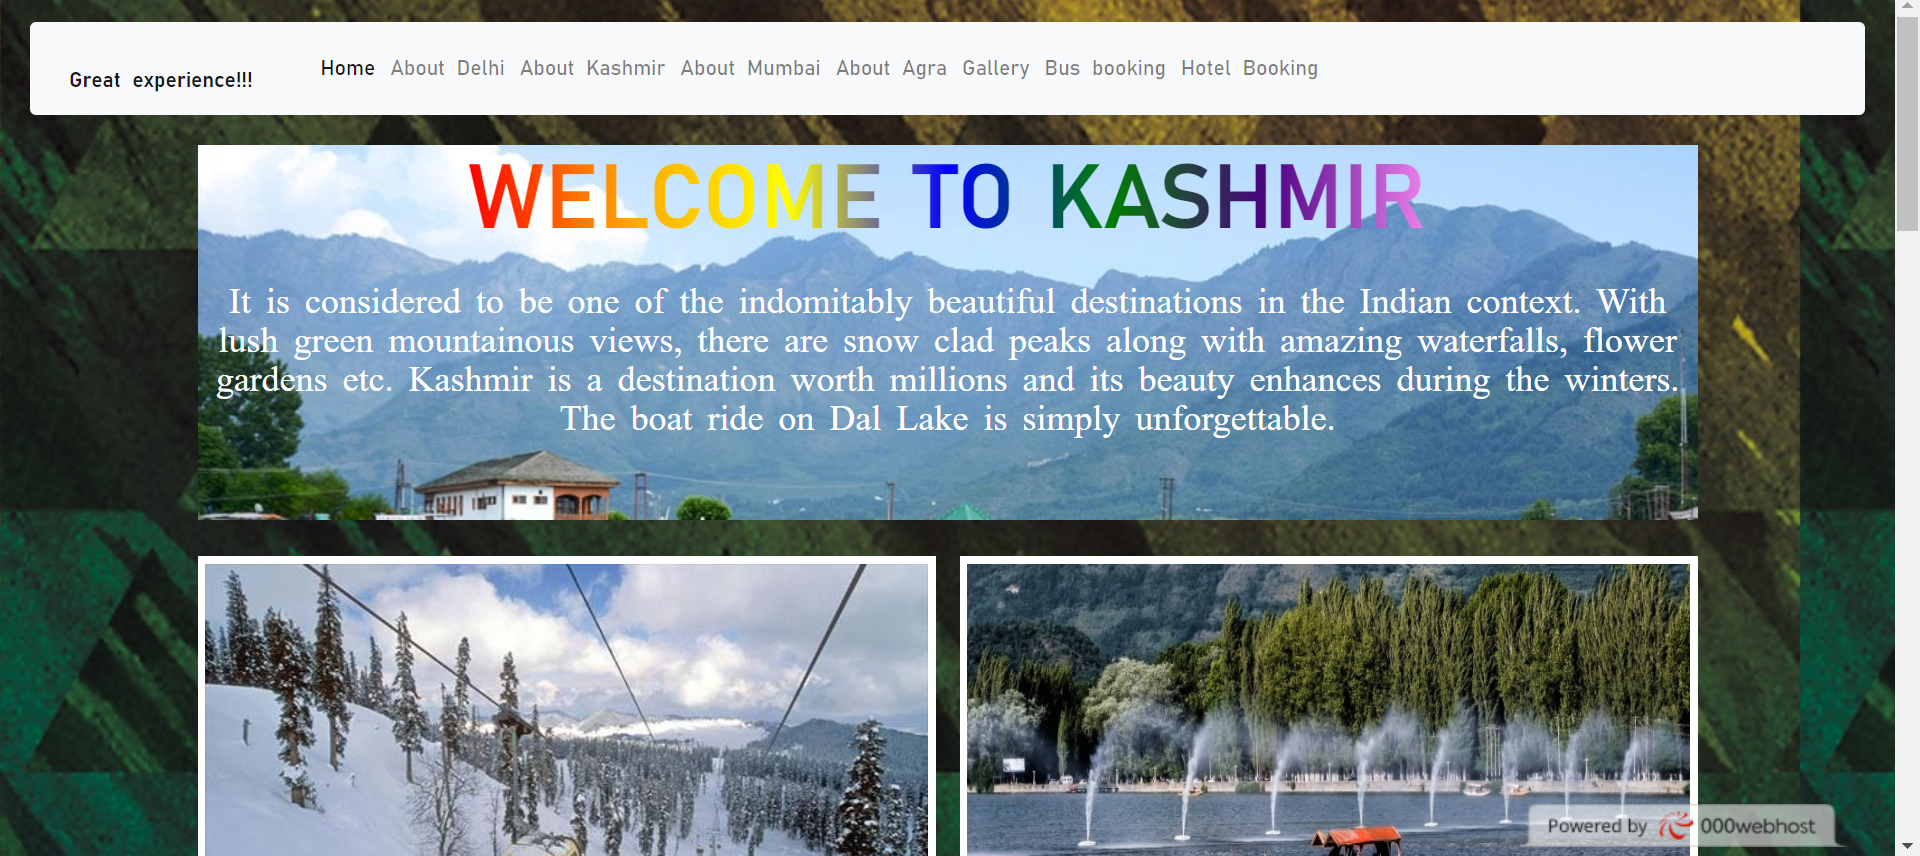 Great experience!!!
Home About Delhi About Kashmir About Mumbai About Agra Gallery Bus booking Hotel Booking
WELCOME TO KASHMIR
It is considered to be one of the indomitably beautiful destinations in the Indian context. With
lush green mountainous views, there are snow clad peaks along with amazing waterfalls, flower
gardens etc. Kashmir is a destination worth millions and its beauty enhances during the winters.
The boat ride on Dal Lake is simply unforgettable.
Powered by 000webhost